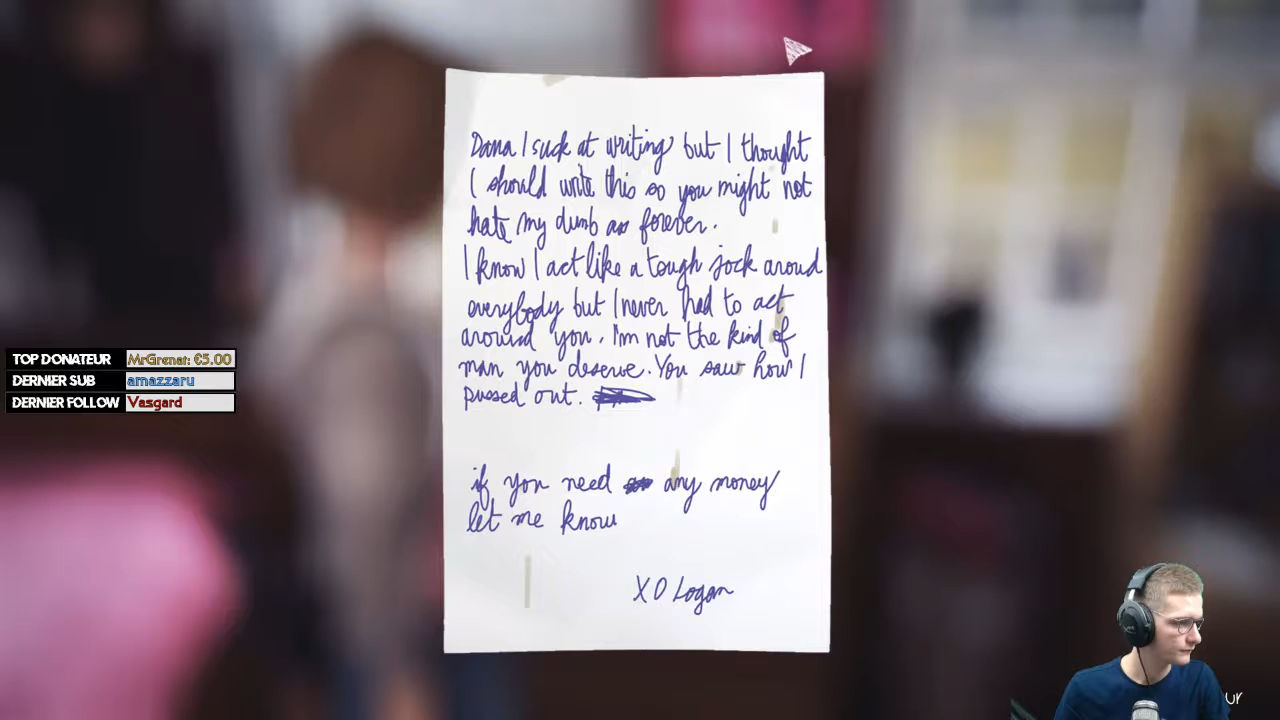 Dana I suck at writing but I thought
I should write this so you might not
hate my dumb ass forever.
I know I act like a tough jock aroud
everybody but I never had to act
around you. I'm not the kind of
man you deserve. You saw how I
pussed out.
if you need any money
let me know
XO Logan
TOP DONATEUR MrGrenat: €5.00
DERNIER SUB amazzaru
DERNIER FOLLOW Vasgard